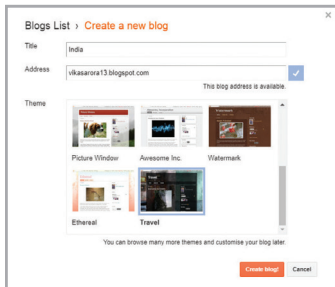 Blogs List › Create a new blog
Title
India
Address
vikasarora13.blogspot.com
This blog address is available.
Theme
Picture Window
Awesome Inc.
Watermark
Ethereal
Travel
You can browse many more themes and customise your blog later.
Create blog!
Cancel